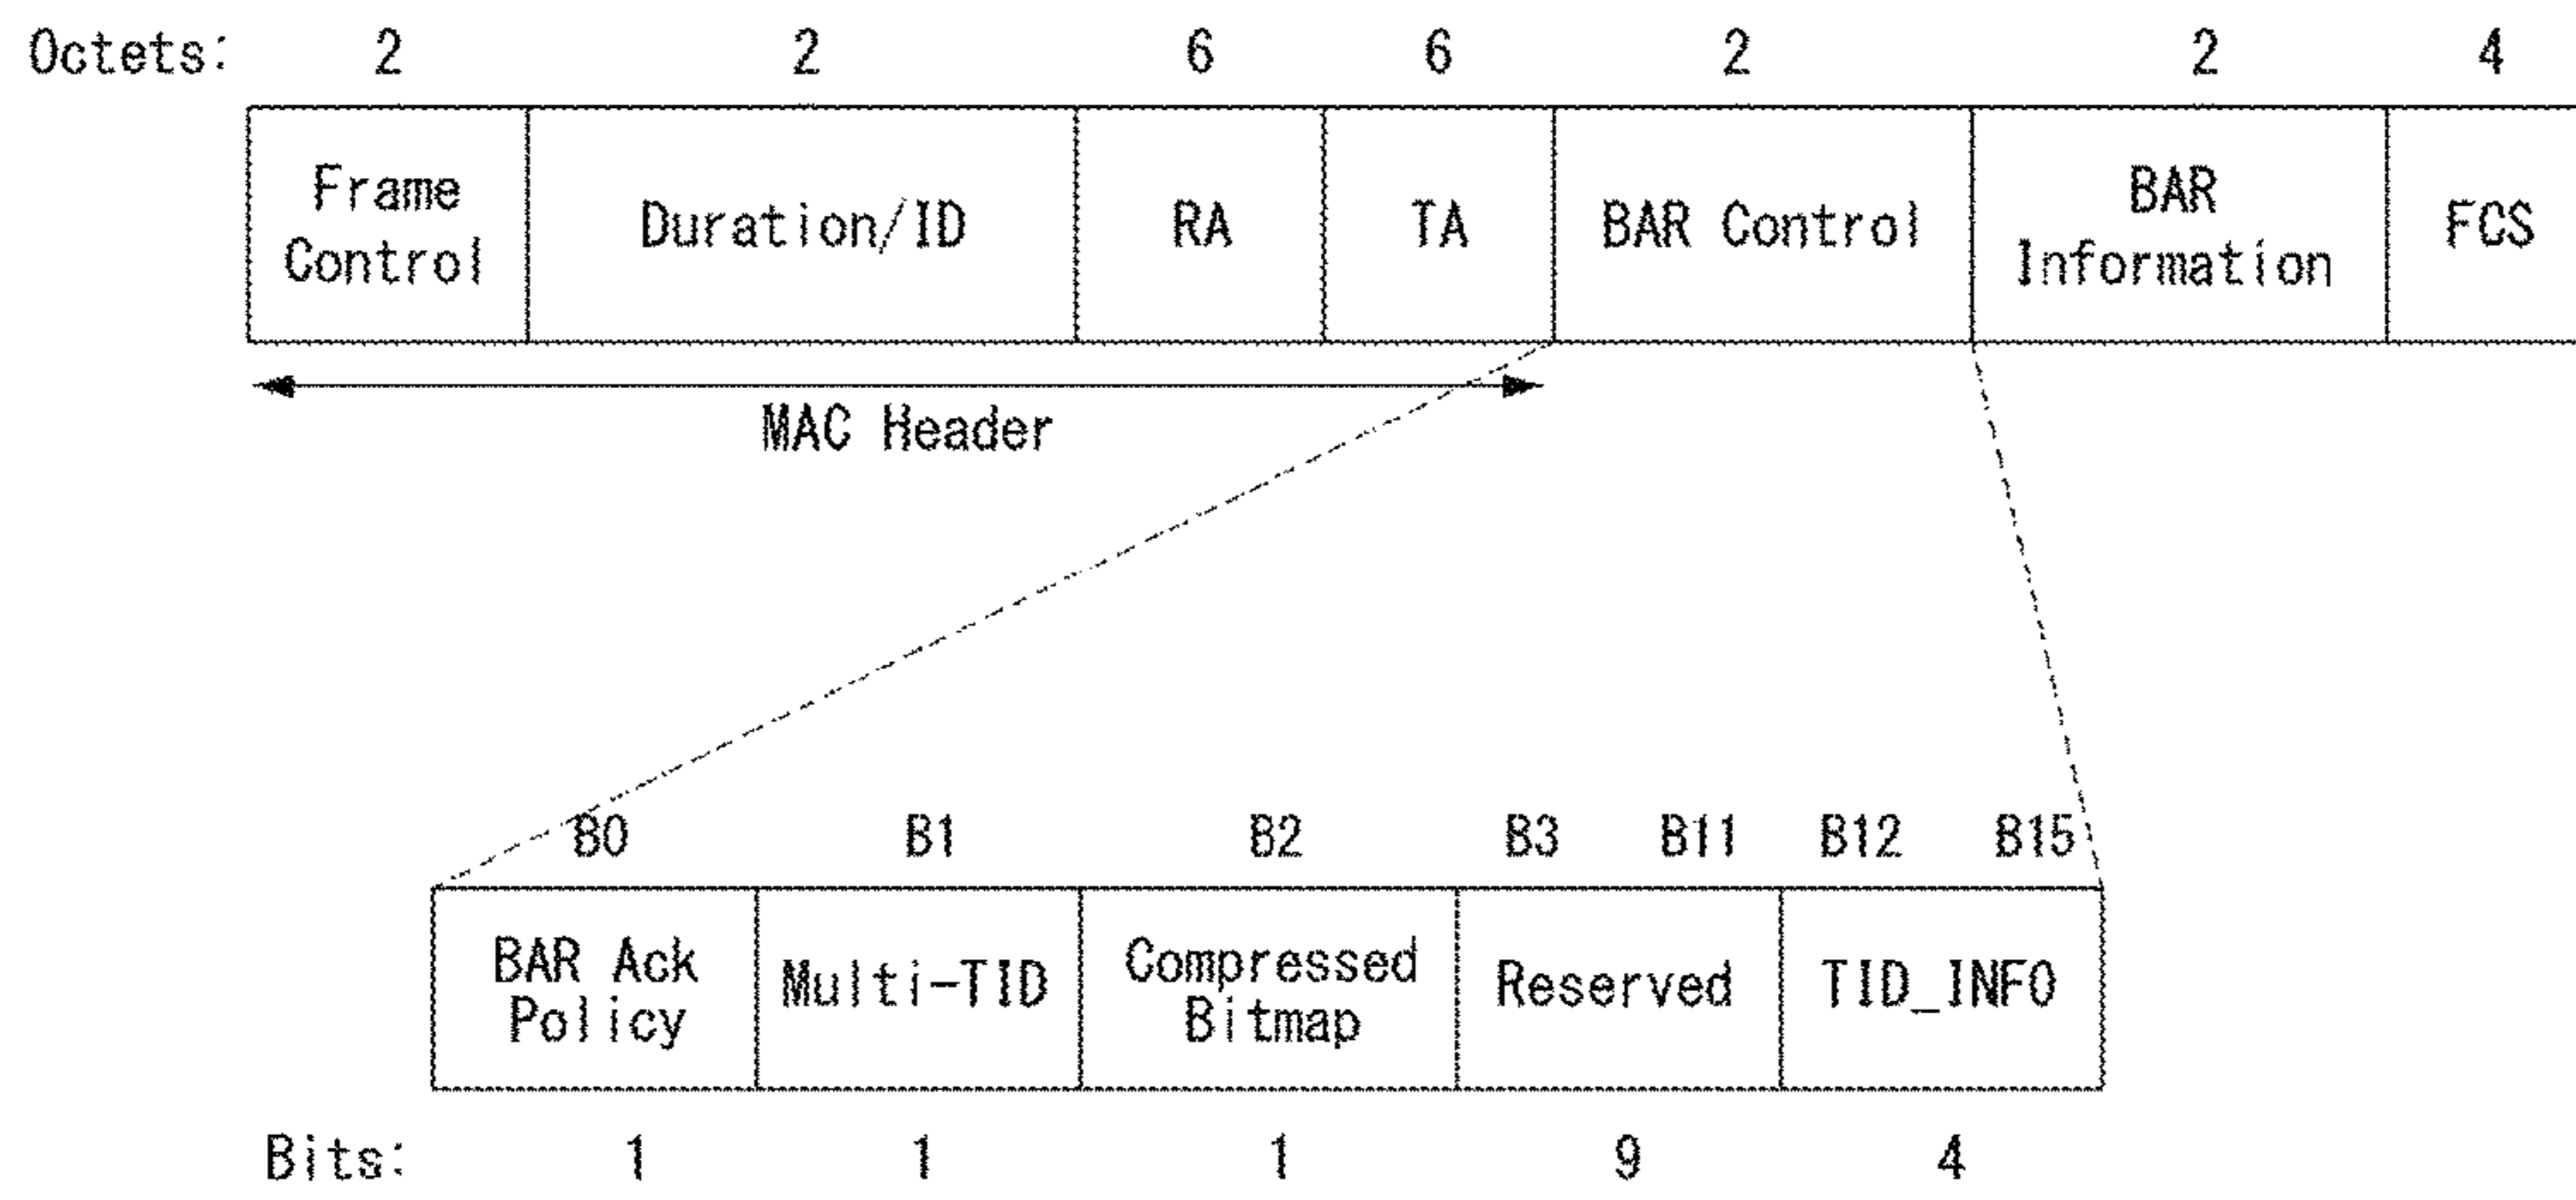 Octets: 2 2 6 6 2 2 4
Frame Control Duration/ID RA TA BAR Control BAR Information FCS
MAC Header
B0 B1 B2 B3 B11 B12 B15
BAR Ack Policy Multi-TID Compressed Bitmap Reserved TID_INFO
Bits: 1 1 1 9 4